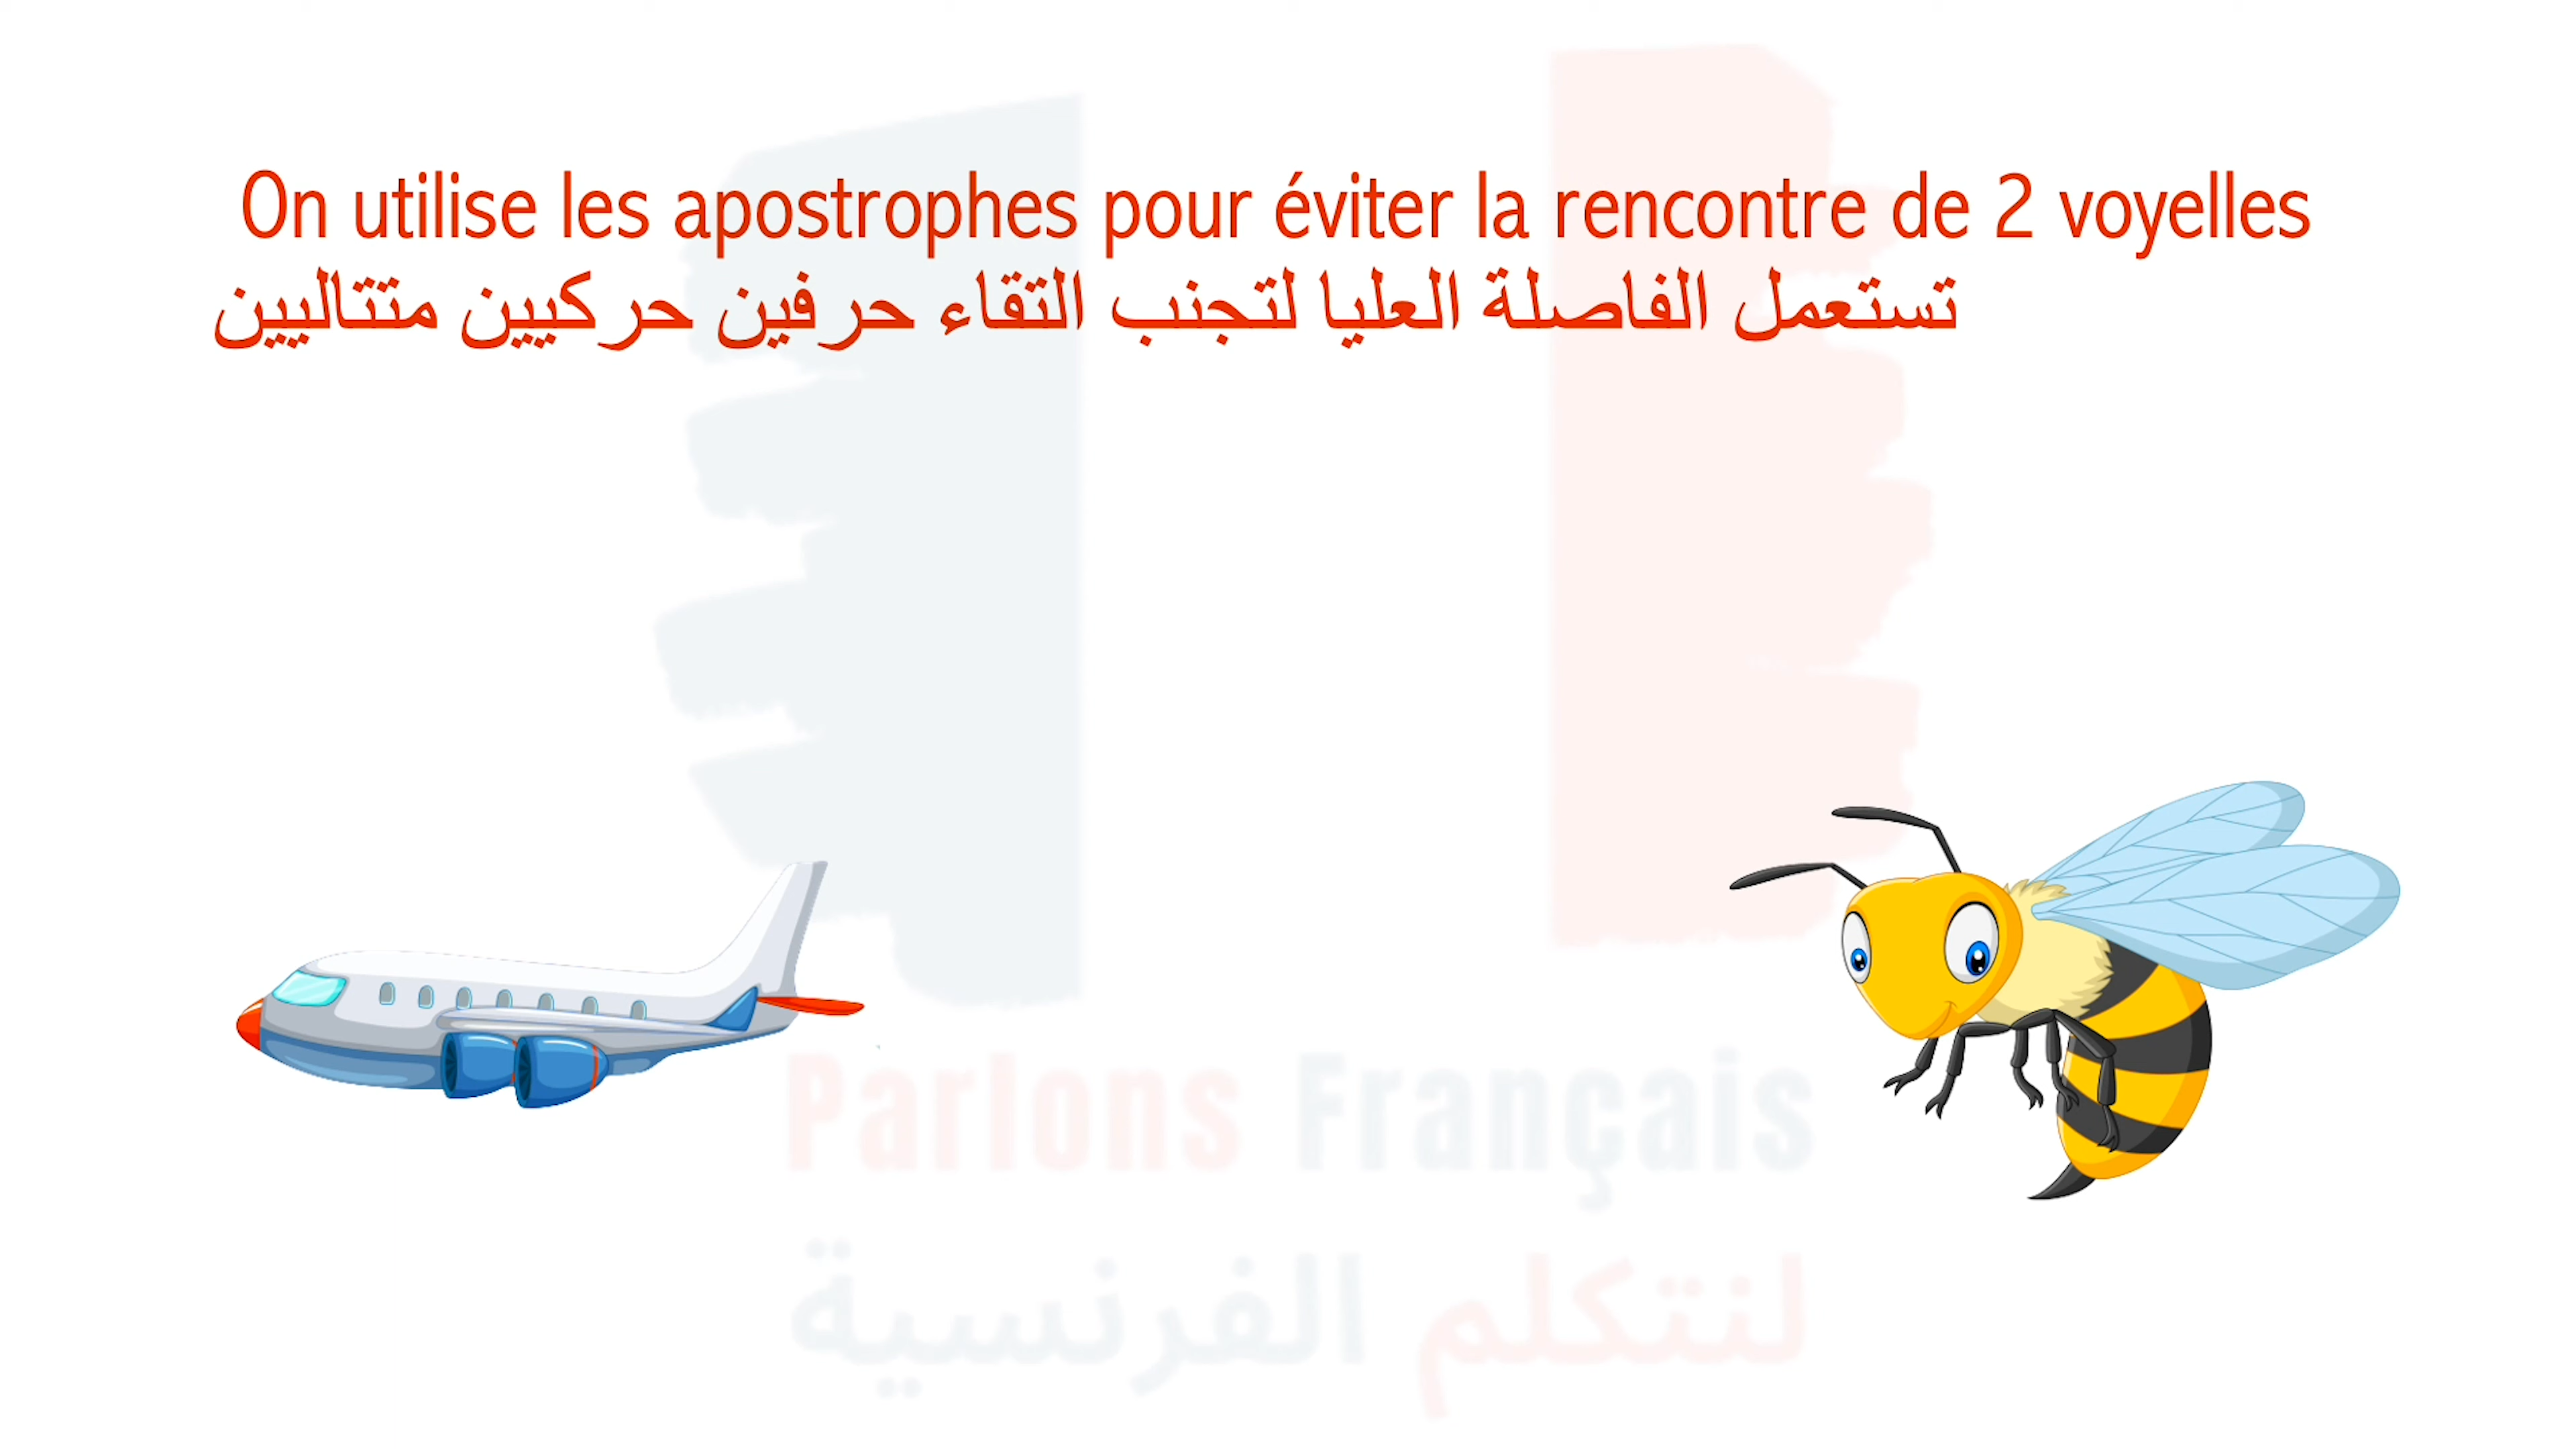 On utilise les apostrophes pour éviter la rencontre de 2 voyelles
تستعمل الفاصلة العليا لتجنب التقاء حرفين حركيين متتاليين
Parlons Français
لنتكلم الفرنسية